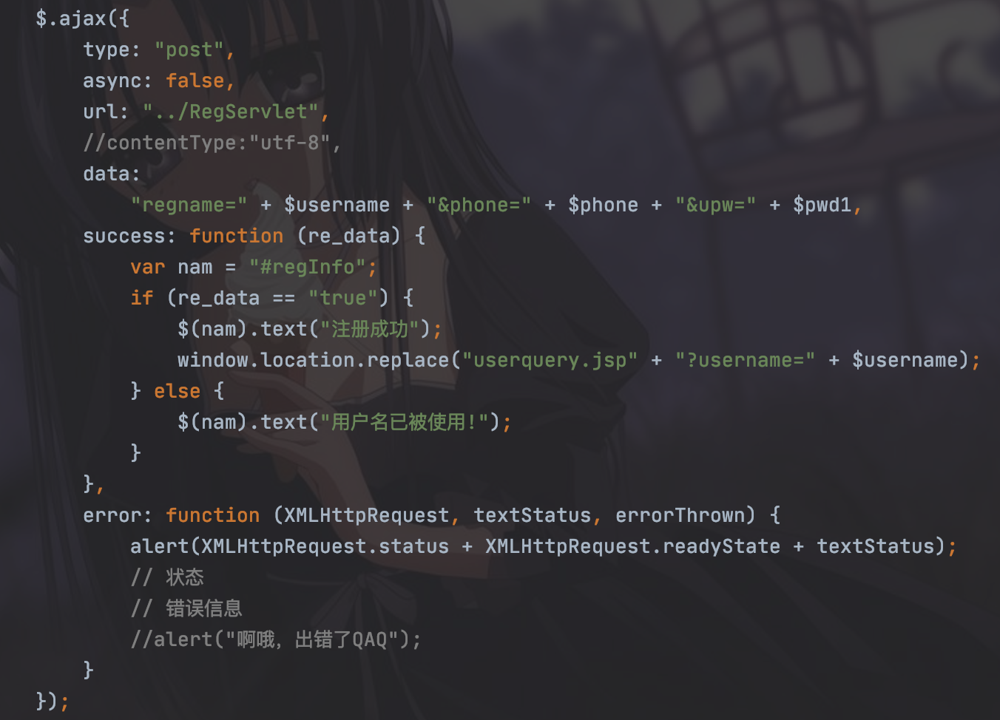 $.ajax({
    type: "post",
    async: false,
    url: "../RegServlet",
    //contentType:"utf-8",
    data:
        "regname=" + $username + "&phone=" + $phone + "&upw=" + $pwd1,
    success: function (re_data) {
        var nam = "#regInfo";
        if (re_data == "true") {
            $(nam).text("注册成功");
            window.location.replace("userquery.jsp" + "?username=" + $username);
        } else {
            $(nam).text("用户名已被使用!");
        }
    },
    error: function (XMLHttpRequest, textStatus, errorThrown) {
        alert(XMLHttpRequest.status + XMLHttpRequest.readyState + textStatus);
        // 状态
        // 错误信息
        //alert("啊哦，出错了QAQ");
    }
});